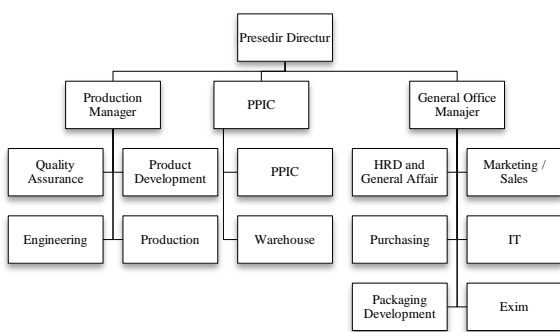 Presedir Directur
Production
Manager
PPIC
General Office
Manajer
Quality
Assurance
Product
Development
PPIC
HRD and
General Affair
Marketing /
Sales
Engineering
Production
Warehouse
Purchasing
IT
Packaging
Development
Exim